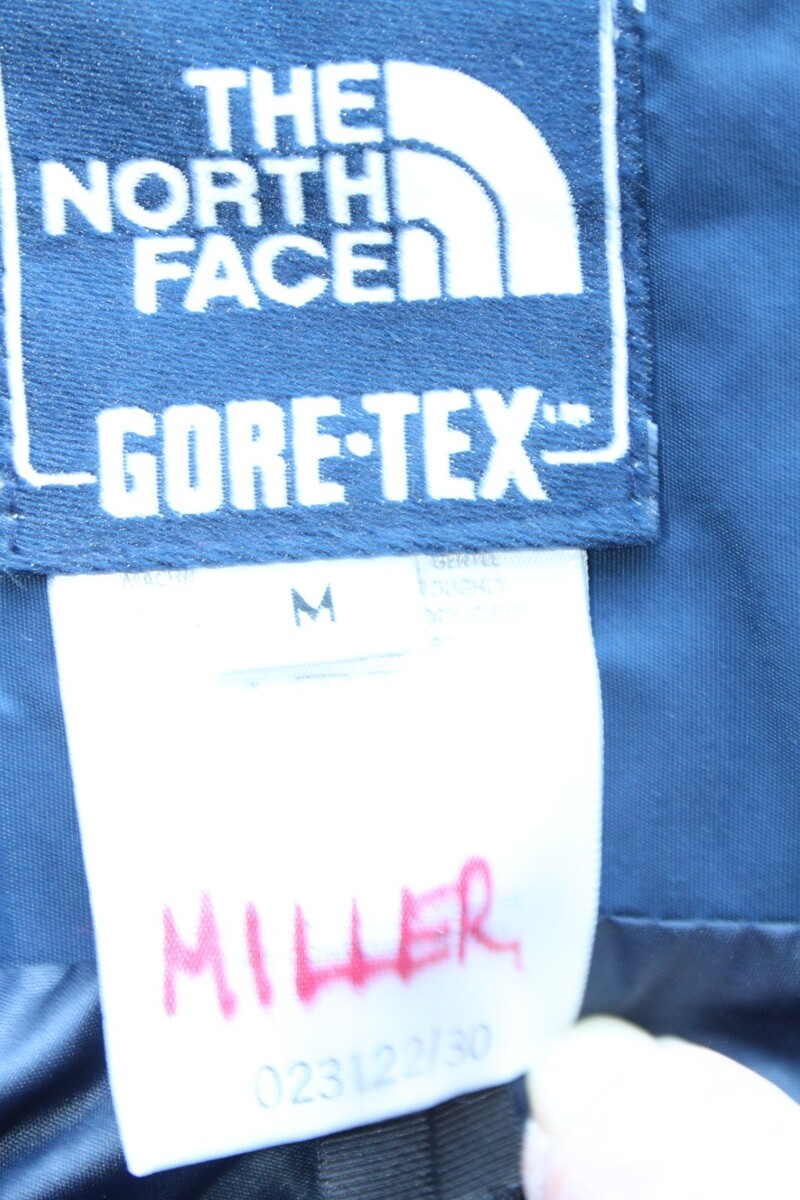 THE
NORTH
FACE
GORE-TEX
M
MILLER
023122/30